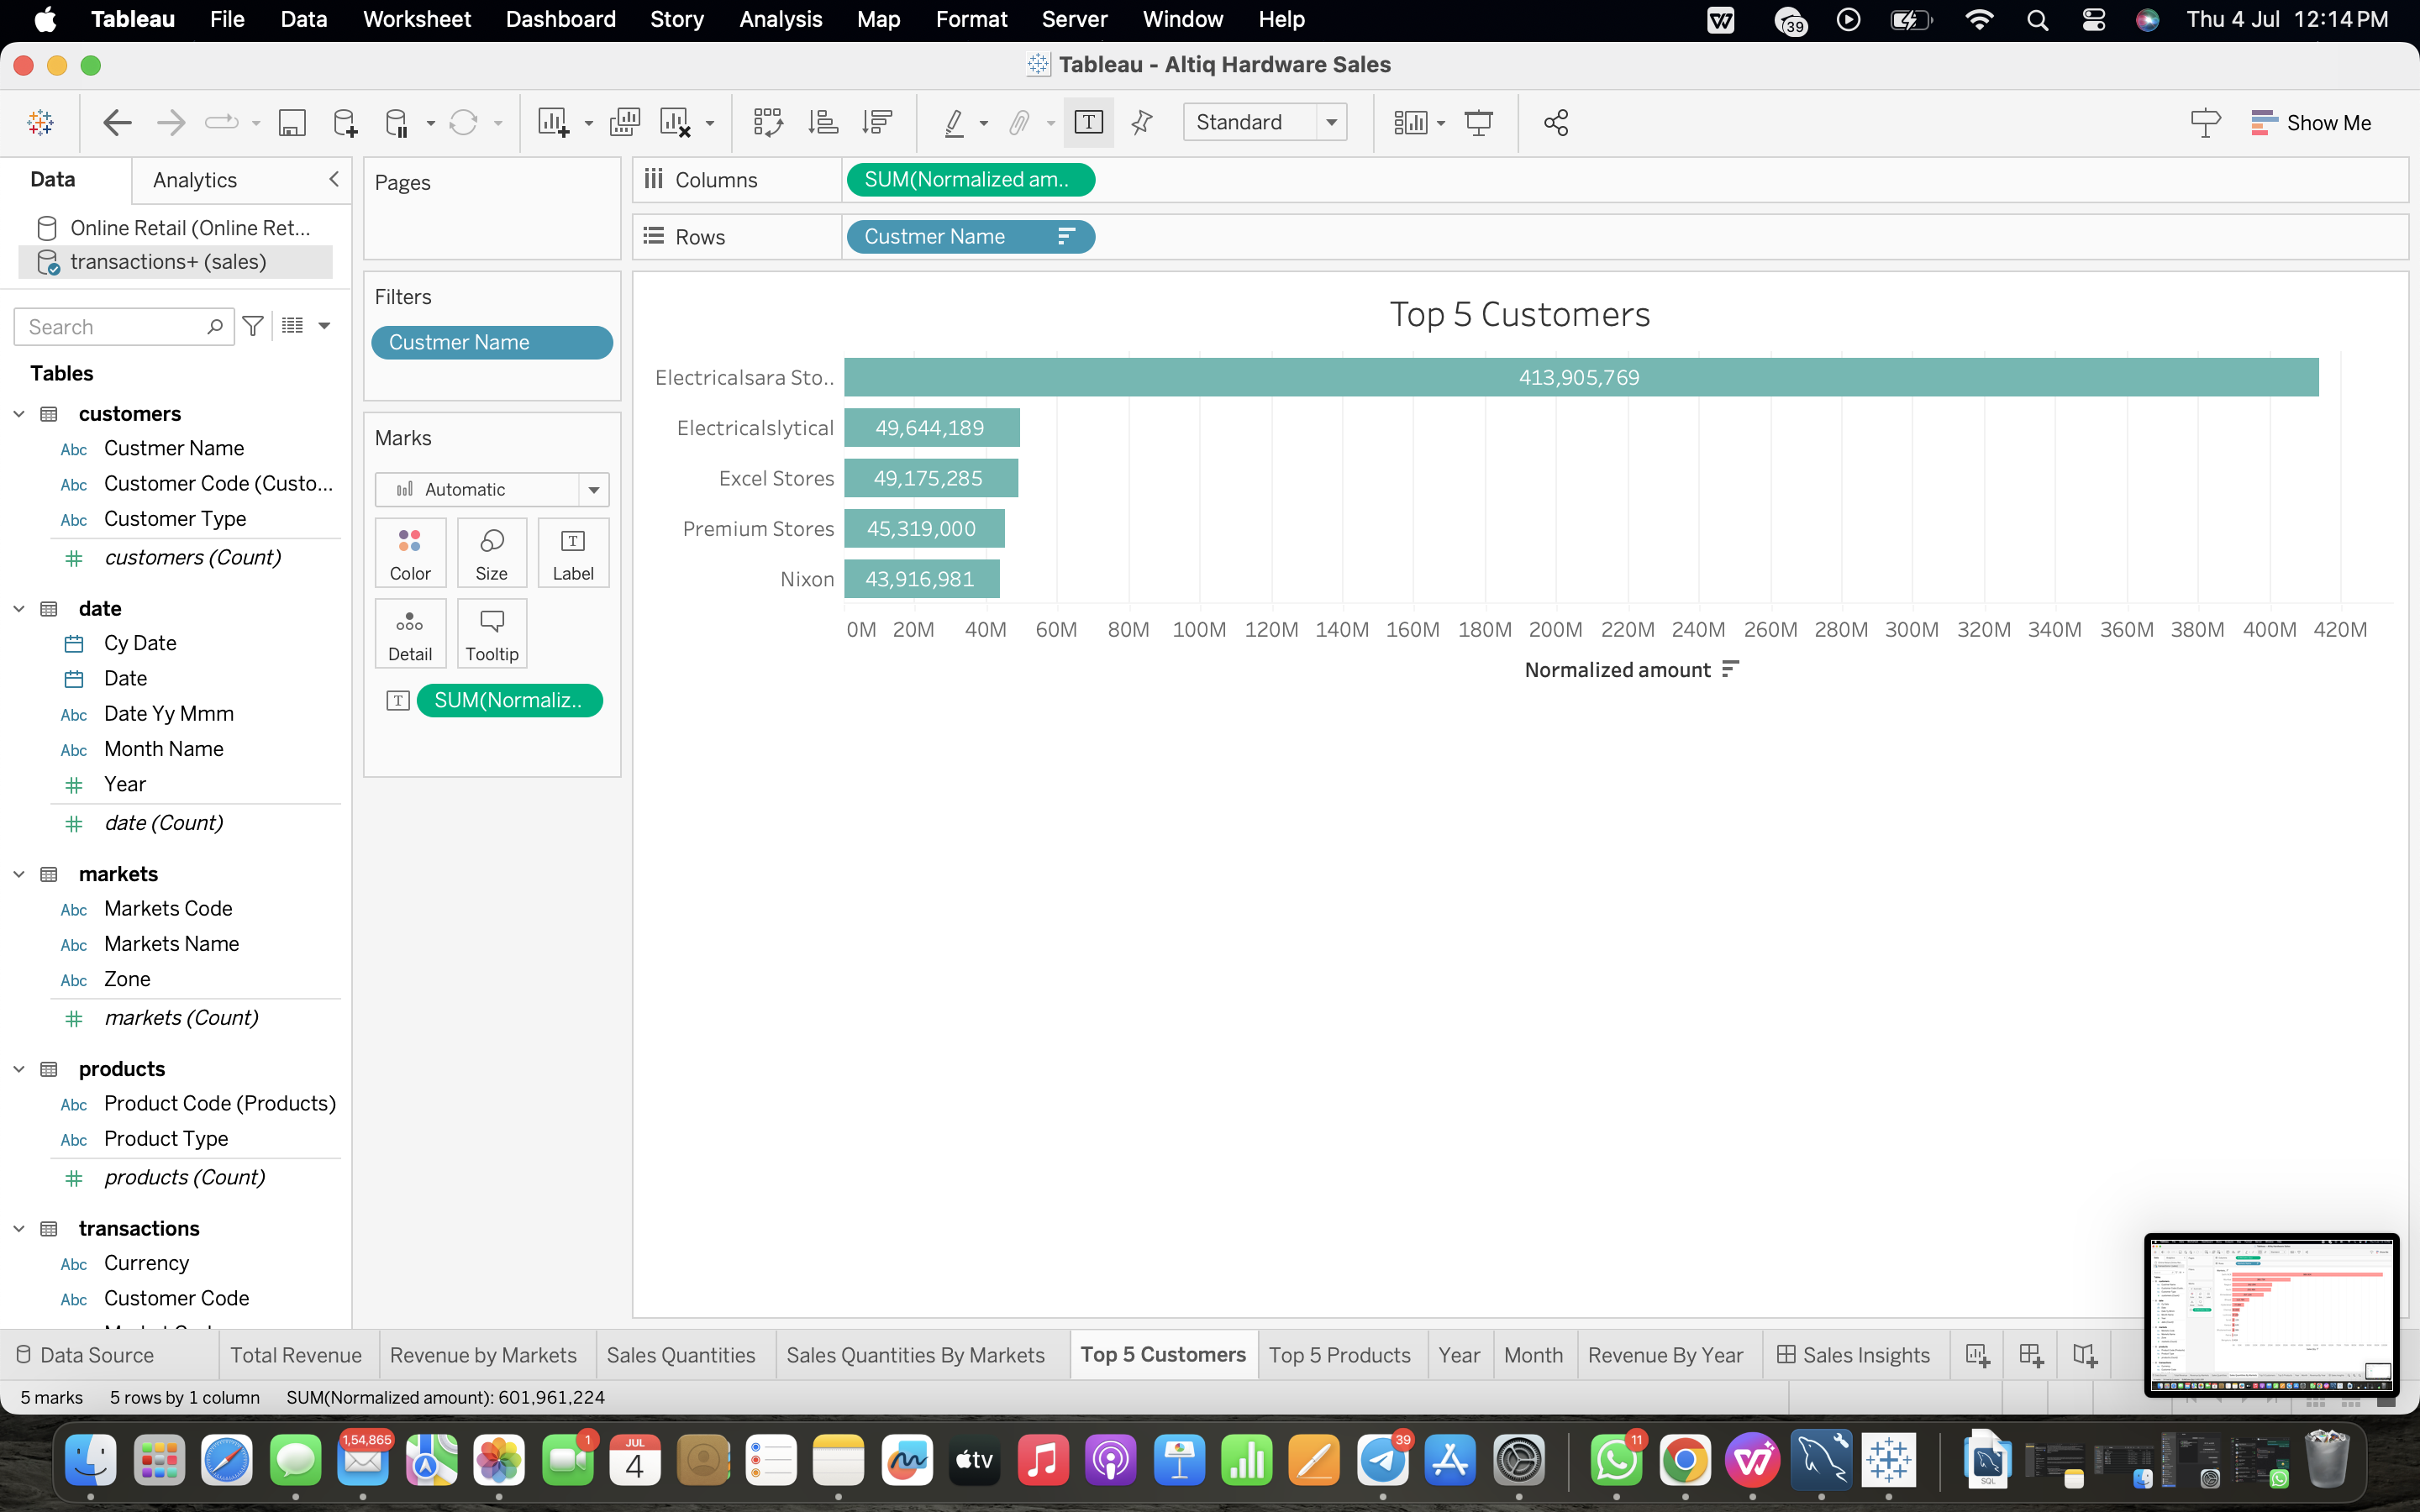 Tableau File Data Worksheet Dashboard Story Analysis Map Format Server Window Help 39 Thu 4 Jul 12:14 PM
Tableau - Altiq Hardware Sales
Standard Show Me
Data Analytics
Online Retail (Online Ret...
transactions+ (sales)
Search
Tables
customers
Abc Custmer Name
Abc Customer Code (Custo...
Abc Customer Type
customers (Count)
date
Cy Date
Date
Abc Date Yy Mmm
Abc Month Name
Year
date (Count)
markets
Abc Markets Code
Abc Markets Name
Abc Zone
markets (Count)
products
Abc Product Code (Products)
Abc Product Type
products (Count)
transactions
Abc Currency
Abc Customer Code
Pages
Filters
Custmer Name
Marks
Automatic
Color Size Label
Detail Tooltip
SUM(Normaliz..
Columns SUM(Normalized am..
Rows Custmer Name
Top 5 Customers
Electricalsara Sto.. 413,905,769
Electricalslytical 49,644,189
Excel Stores 49,175,285
Premium Stores 45,319,000
Nixon 43,916,981
0M 20M 40M 60M 80M 100M 120M 140M 160M 180M 200M 220M 240M 260M 280M 300M 320M 340M 360M 380M 400M 420M
Normalized amount
Data Source Total Revenue Revenue by Markets Sales Quantities Sales Quantities By Markets Top 5 Customers Top 5 Products Year Month Revenue By Year Sales Insights
5 marks 5 rows by 1 column SUM(Normalized amount): 601,961,224
1,54,865 1 JUL 4 tv 39 11 SQL